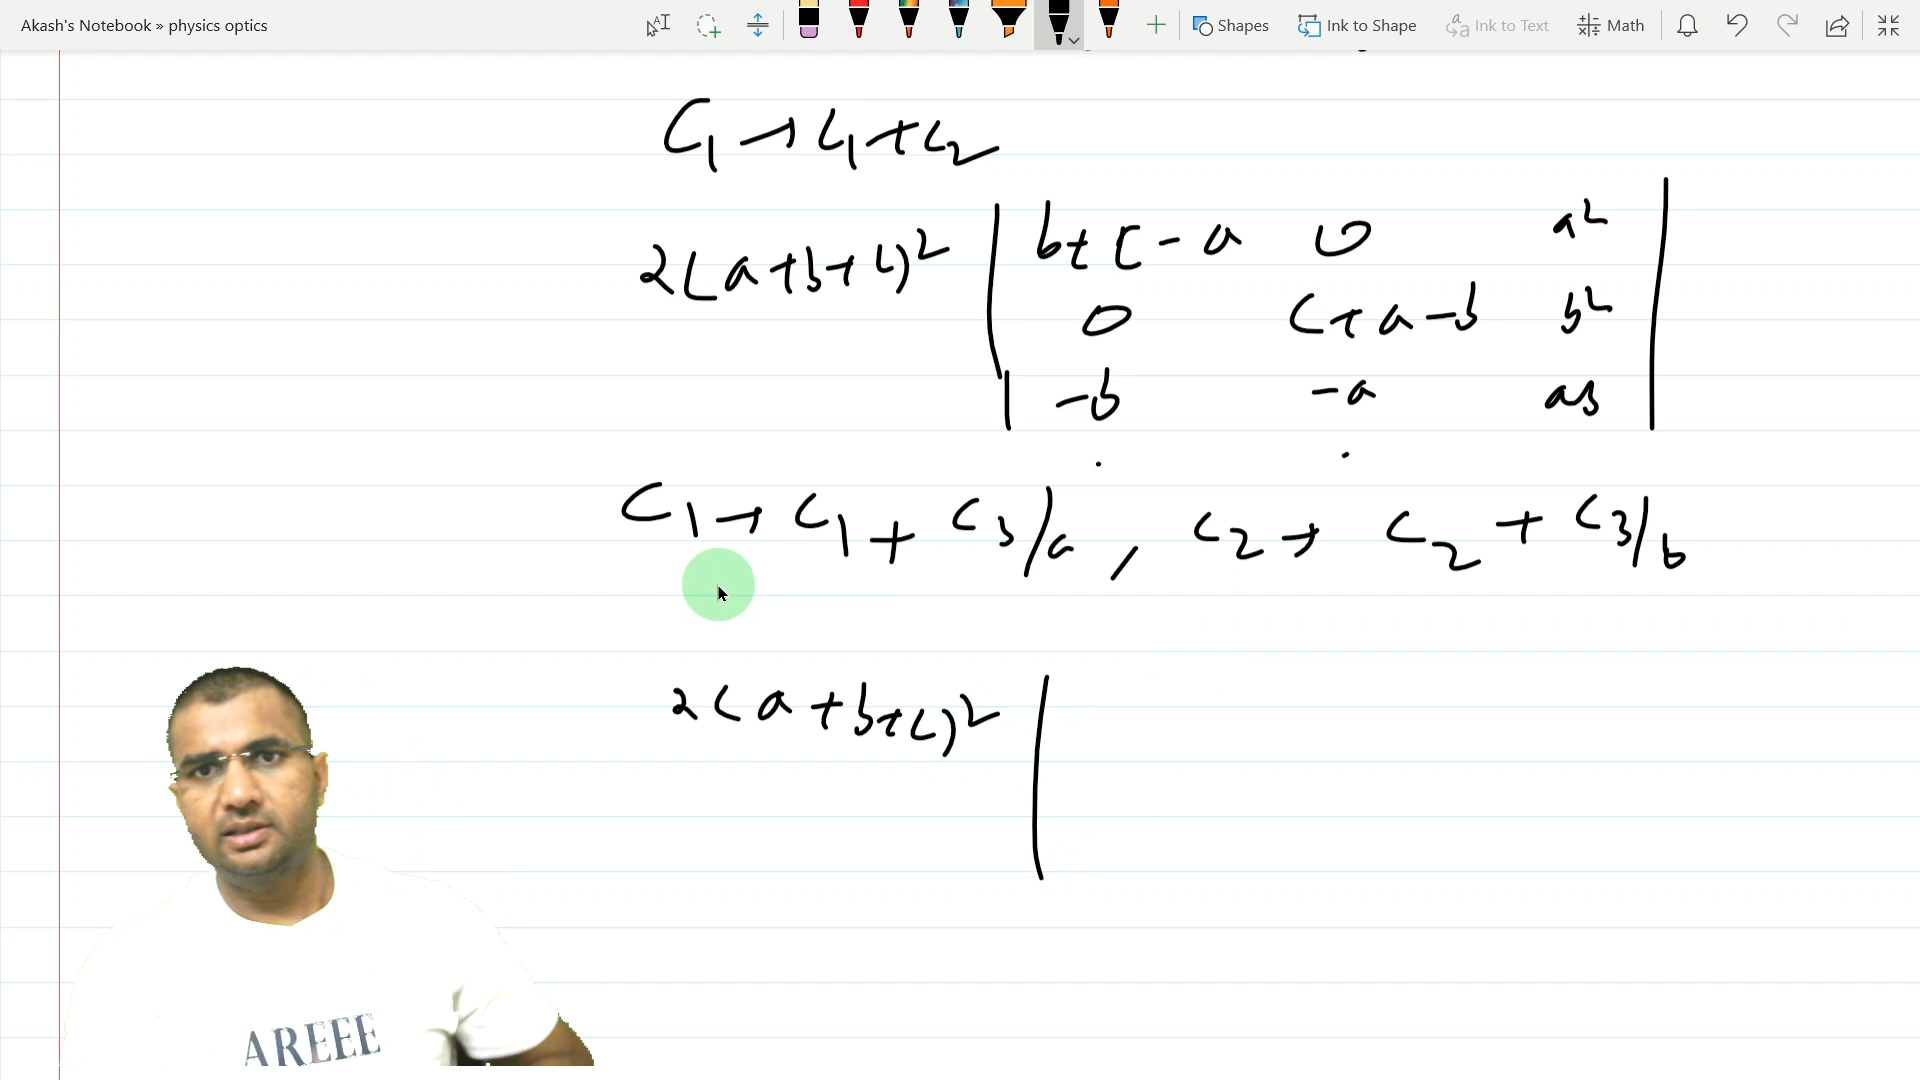 Akash's Notebook » physics optics
Shapes Ink to Shape Ink to Text Math
C₁ → C₁ + C₂
2(a+b+c)² | b+c-a 0 a² |
| 0 c+a-b b² |
| -b -a ab |
C₁ → C₁ + C₃/a , C₂ → C₂ + C₃/b
2(a+b+c)² |
AREEE